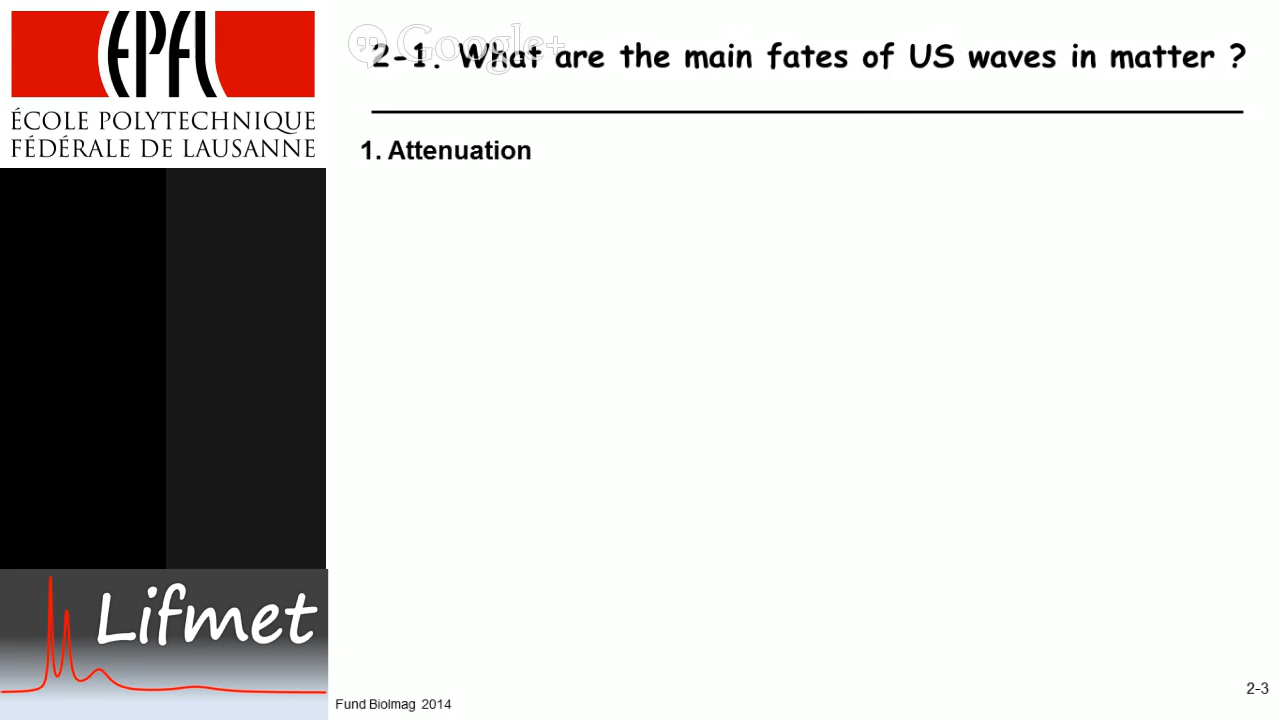 EPFL
ÉCOLE POLYTECHNIQUE
FÉDÉRALE DE LAUSANNE
Google+
2-1. What are the main fates of US waves in matter ?
1. Attenuation
Lifmet
Fund BioImag 2014
2-3